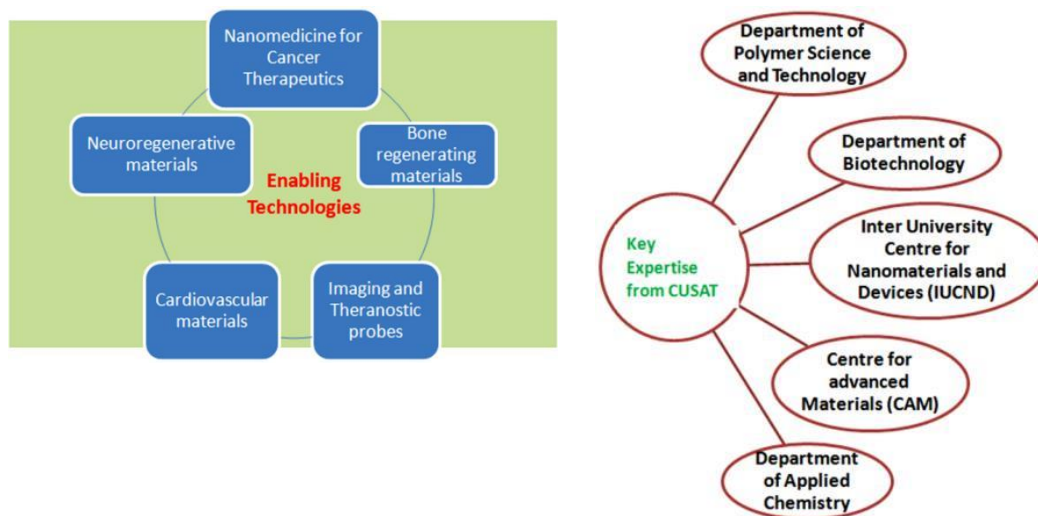 Nanomedicine for
Cancer
Therapeutics
Neuroregenerative
materials
Bone
regenerating
materials
Enabling
Technologies
Cardiovascular
materials
Imaging and
Theranostic
probes
Key
Expertise
from CUSAT
Department of
Polymer Science
and Technology
Department of
Biotechnology
Inter University
Centre for
Nanomaterials and
Devices (IUCND)
Centre for
advanced
Materials (CAM)
Department
of Applied
Chemistry